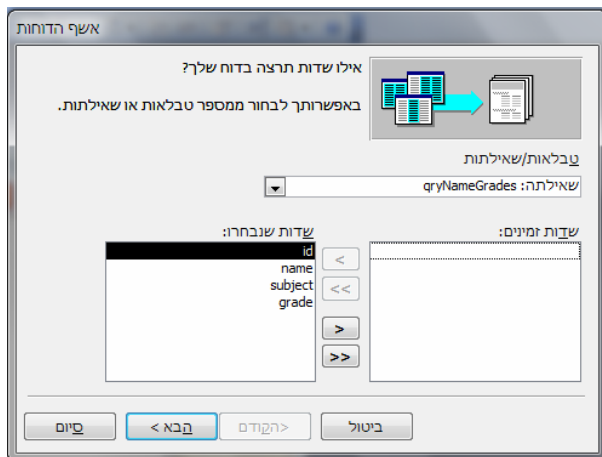 אשף הדוחות
אילו שדות תרצה בדוח שלך?
באפשרותך לבחור ממספר טבלאות או שאילתות.
טבלאות/שאילתות
שאילתה: qryNameGrades
שדות זמינים:
שדות שנבחרו:
id
name
subject
grade
<
<<
>
>>
ביטול
<הקודם
הבא >
סיום